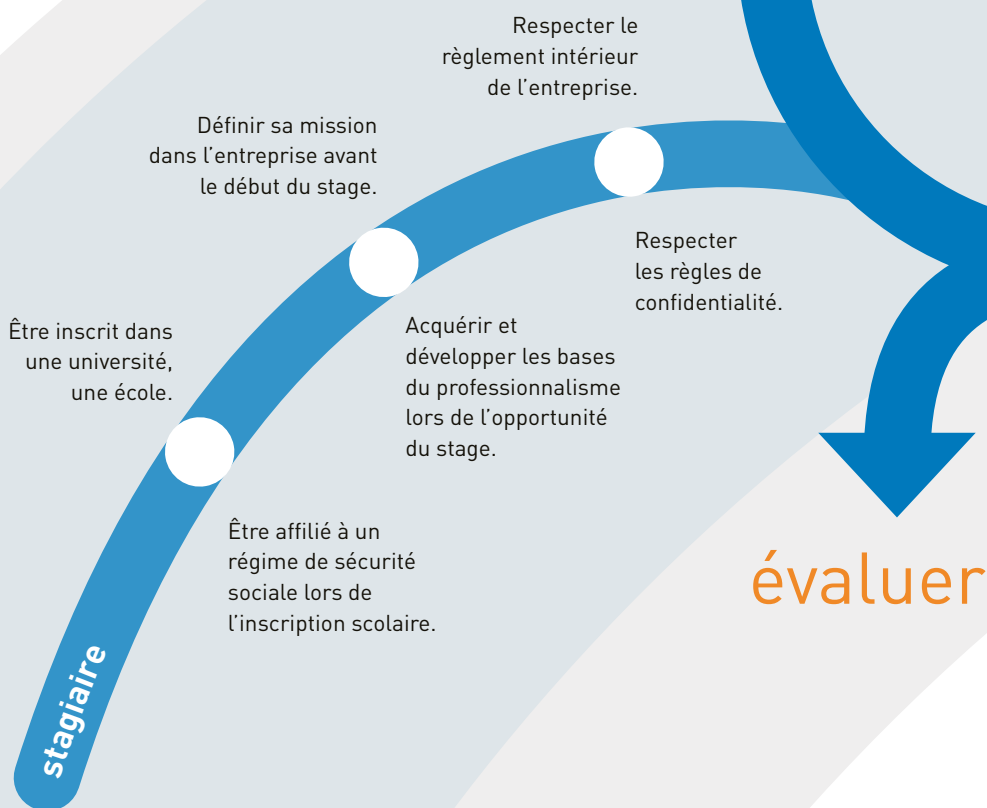 Respecter le
règlement intérieur
de l’entreprise.
Définir sa mission
dans l’entreprise avant
le début du stage.
Respecter
les règles de
confidentialité.
Être inscrit dans
une université,
une école.
Acquérir et
développer les bases
du professionnalisme
lors de l’opportunité
du stage.
Être affilié à un
régime de sécurité
sociale lors de
l’inscription scolaire.
évaluer
stagiaire